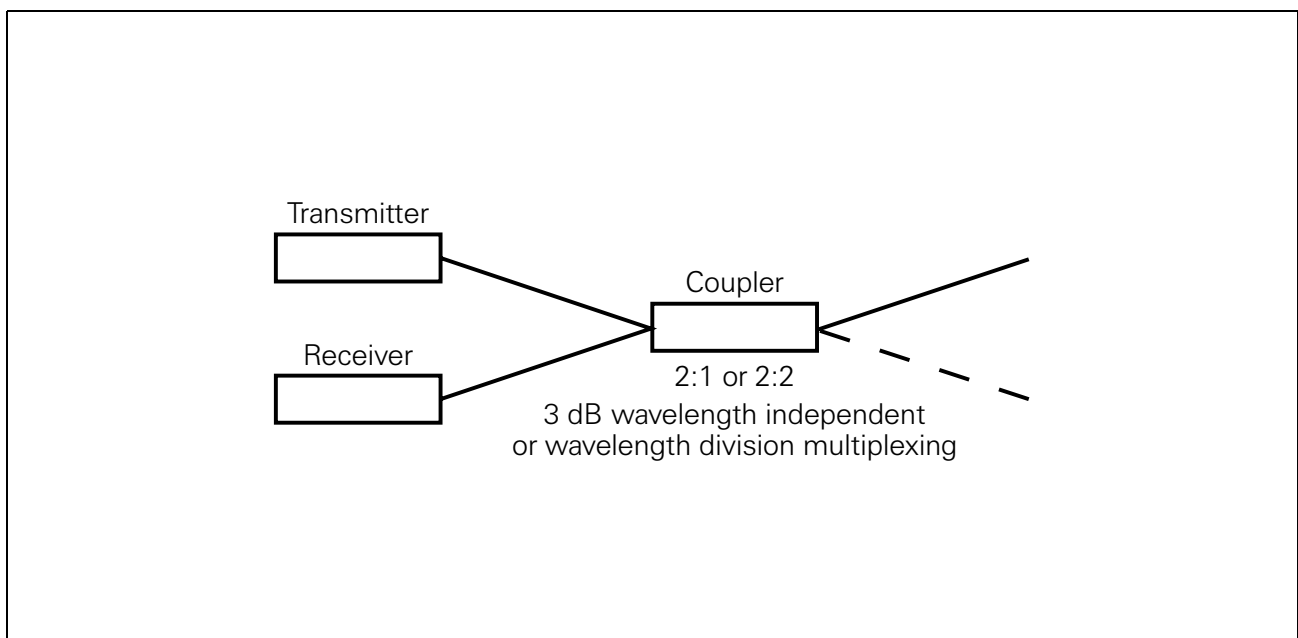 Transmitter
Coupler
Receiver
2:1 or 2:2
3 dB wavelength independent
or wavelength division multiplexing